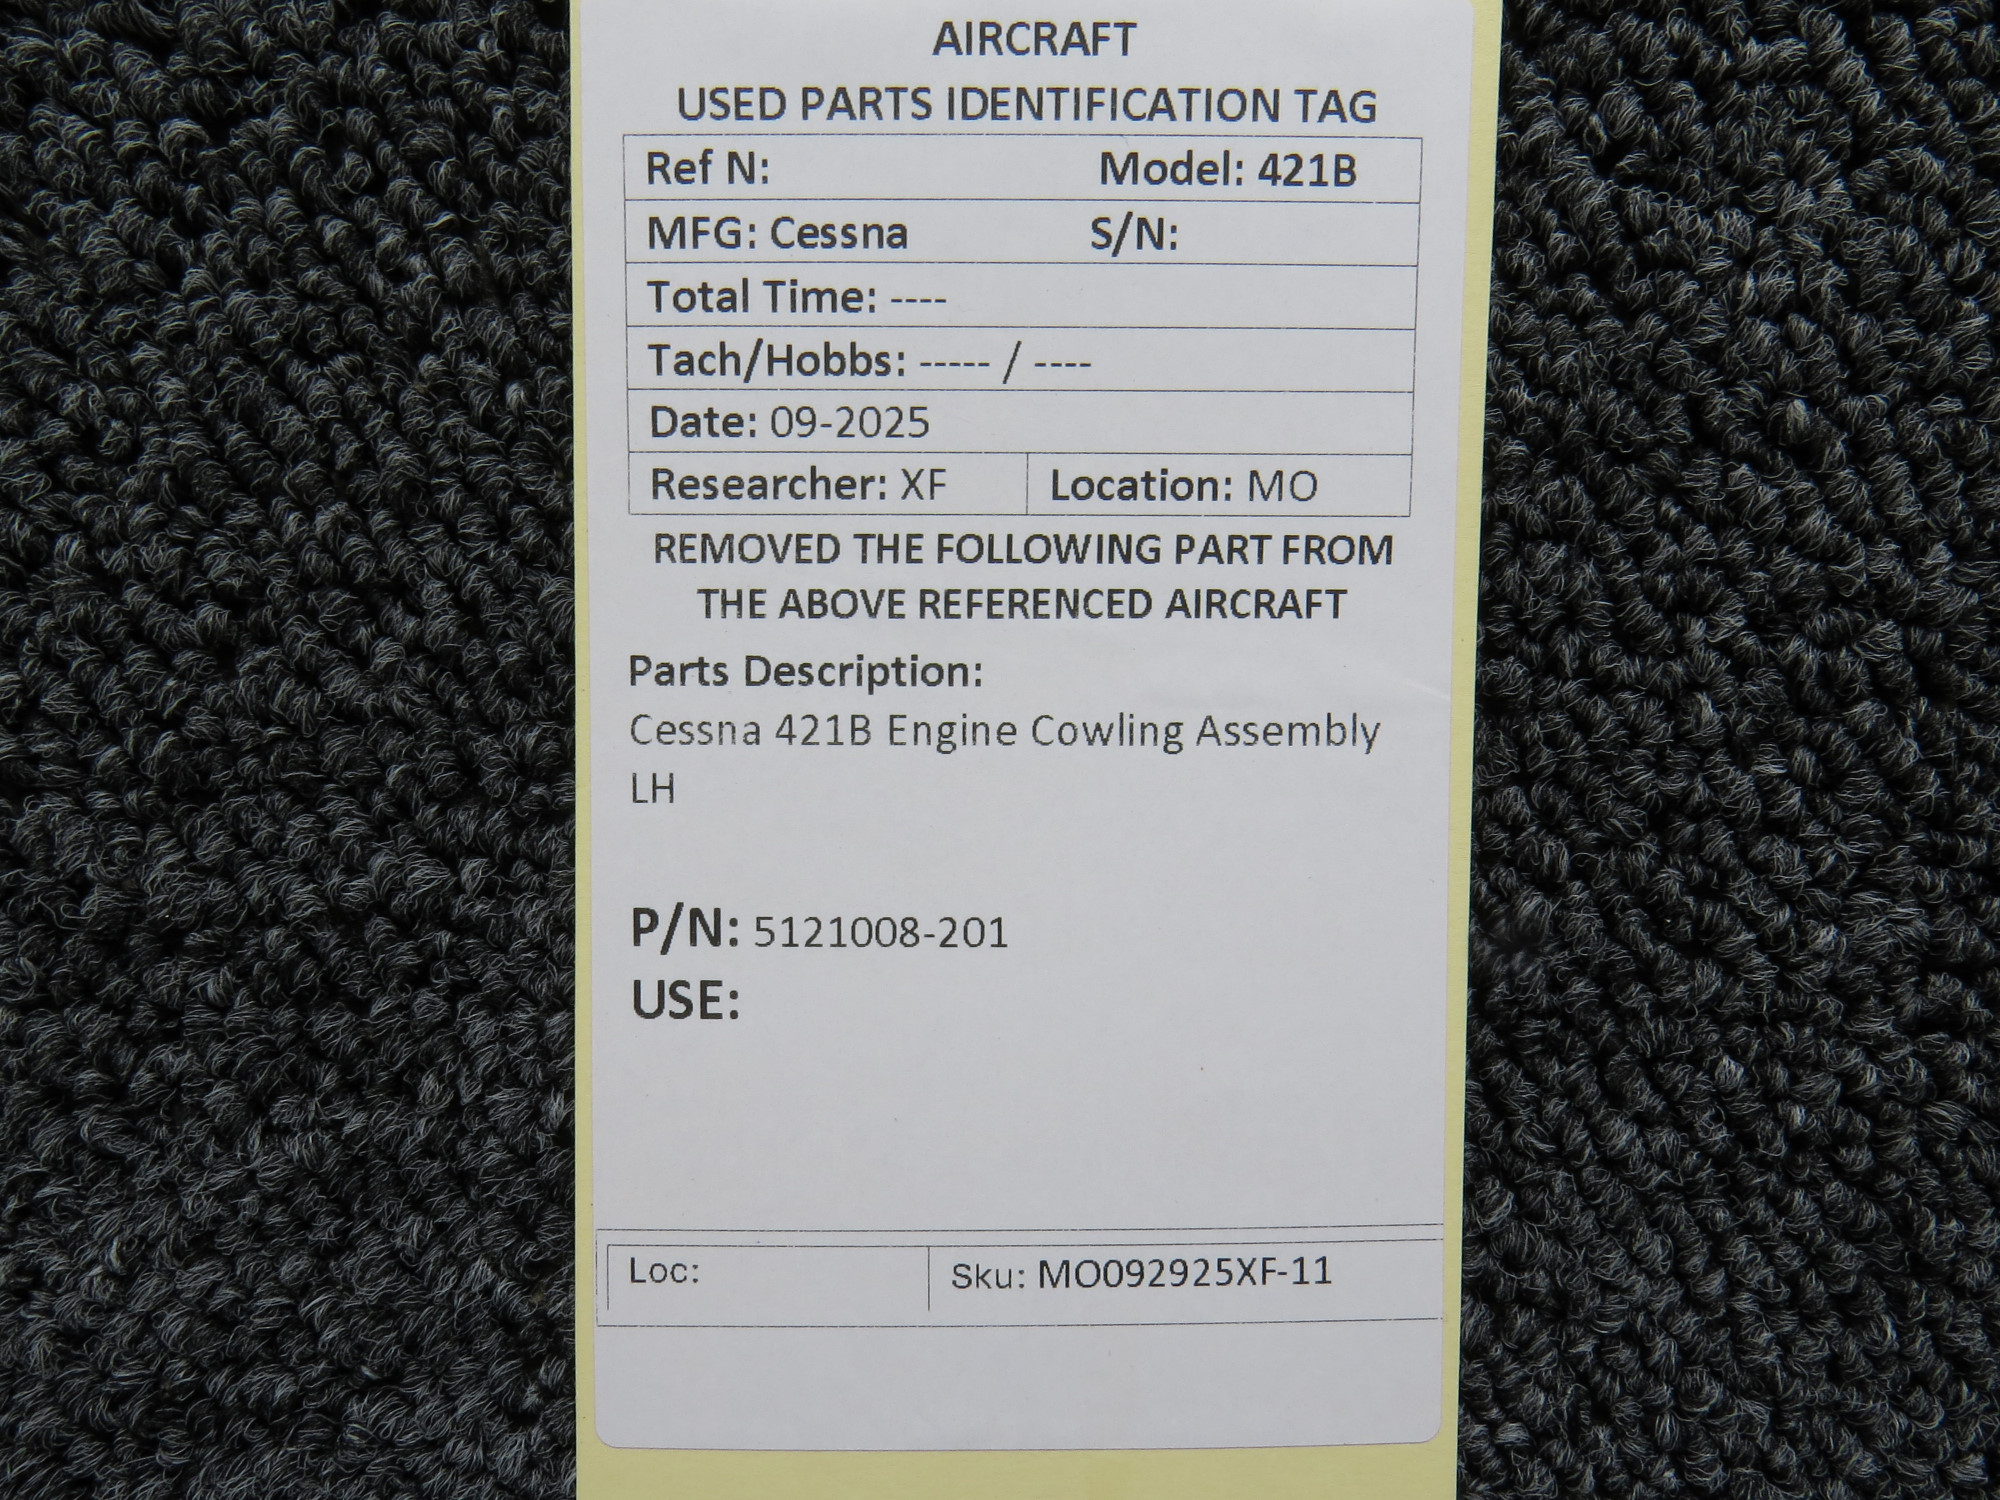 AIRCRAFT
USED PARTS IDENTIFICATION TAG
Ref N: Model: 421B
MFG: Cessna S/N:
Total Time: ----
Tach/Hobbs: ----- / ----
Date: 09-2025
Researcher: XF Location: MO
REMOVED THE FOLLOWING PART FROM
THE ABOVE REFERENCED AIRCRAFT
Parts Description:
Cessna 421B Engine Cowling Assembly
LH
P/N: 5121008-201
USE:
Loc: Sku: MO092925XF-11